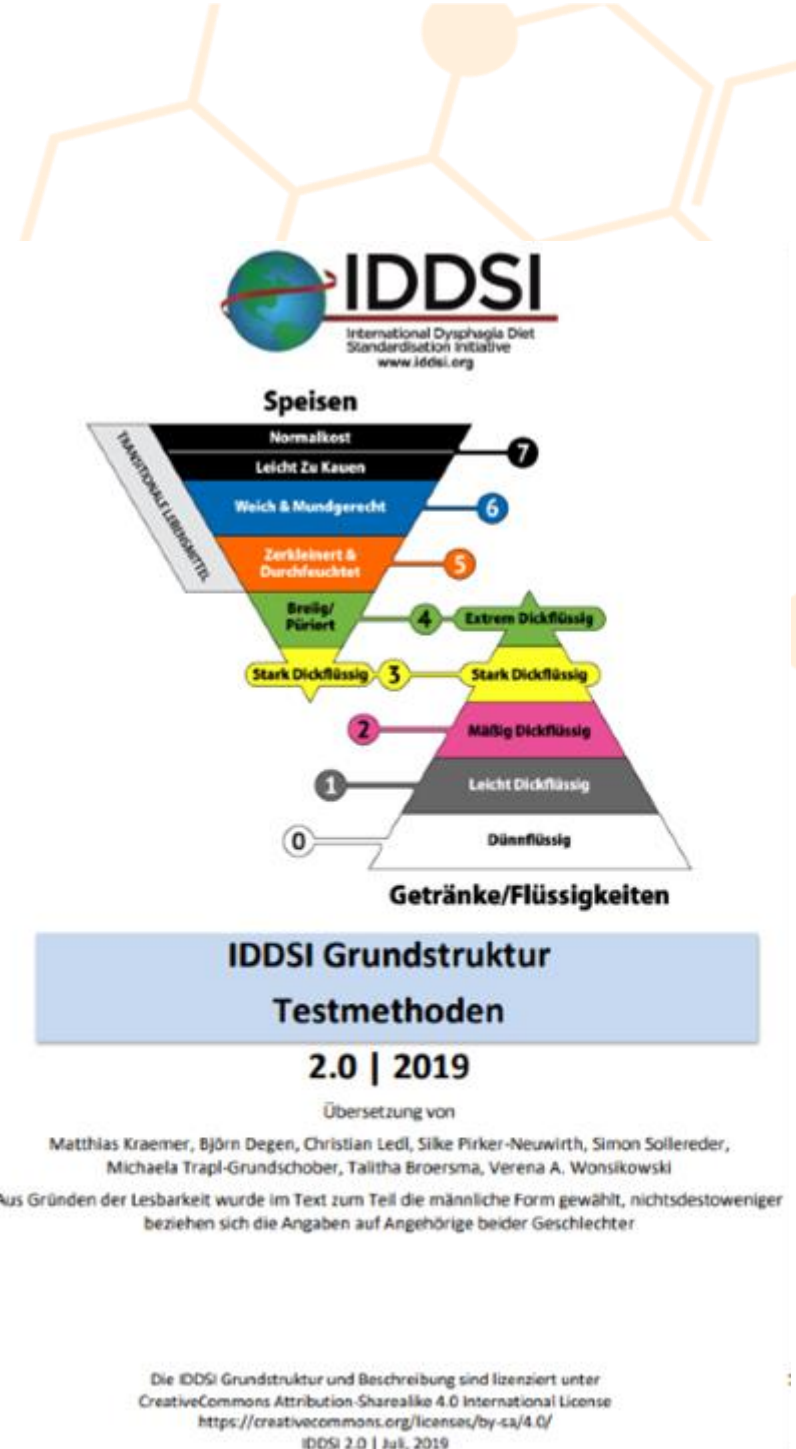 IDDSI
International Dysphagia Diet
Standardisation Initiative
www.iddsi.org
Speisen
TRANSITIONALE LEBENSMITTEL
Normalkost
Leicht Zu Kauen
7
Weich & Mundgerecht
6
Zerkleinert &
Durchfeuchtet
5
Breiig/
Püriert
4
Extrem Dickflüssig
Stark Dickflüssig
3
Stark Dickflüssig
2
Mäßig Dickflüssig
1
Leicht Dickflüssig
0
Dünnflüssig
Getränke/Flüssigkeiten
IDDSI Grundstruktur
Testmethoden
2.0 | 2019
Übersetzung von
Matthias Kraemer, Björn Degen, Christian Ledl, Silke Pirker-Neuwirth, Simon Sollereder,
Michaela Trapl-Grundschober, Talitha Broersma, Verena A. Wonsikowski
Aus Gründen der Lesbarkeit wurde im Text zum Teil die männliche Form gewählt, nichtsdestoweniger
beziehen sich die Angaben auf Angehörige beider Geschlechter
Die IDDSI Grundstruktur und Beschreibung sind lizenziert unter
CreativeCommons Attribution-Sharealike 4.0 International License
https://creativecommons.org/licenses/by-sa/4.0/
IDDSI 2.0 | Juli, 2019